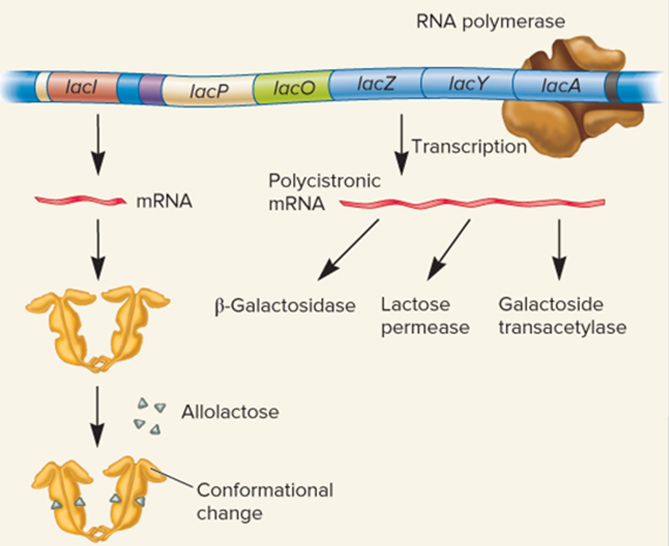 RNA polymerase
lacI
lacP
lacO
lacZ
lacY
lacA
Transcription
mRNA
Polycistronic
mRNA
β-Galactosidase
Lactose
permease
Galactoside
transacetylase
Allolactose
Conformational
change